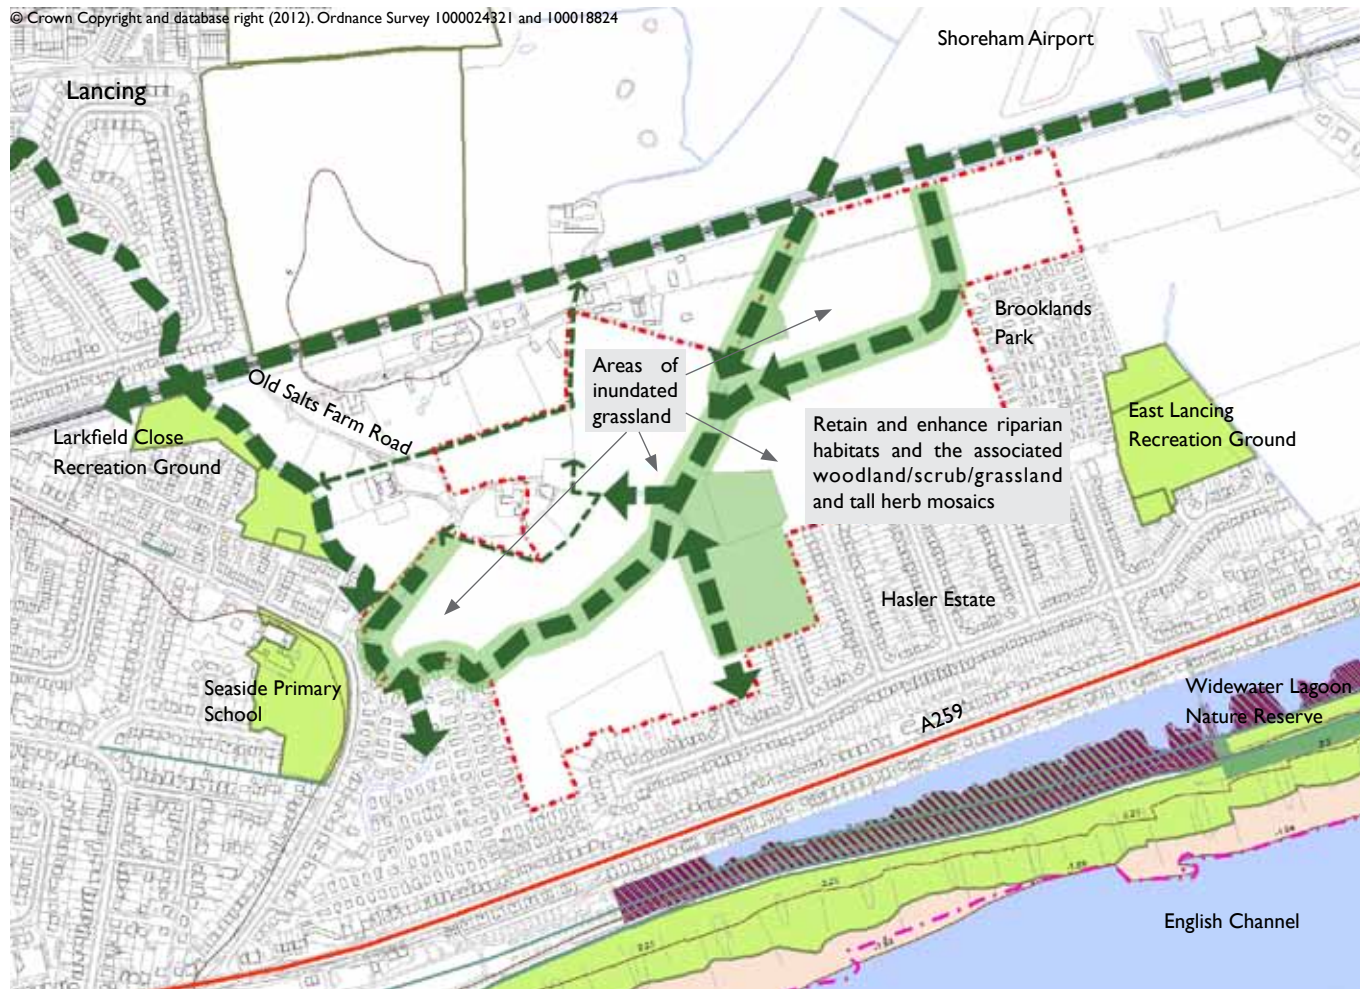 © Crown Copyright and database right (2012). Ordnance Survey 1000024321 and 100018824
Shoreham Airport
Lancing
Brooklands
Park
Areas of
inundated
grassland
Old Salts Farm Road
East Lancing
Recreation Ground
Retain and enhance riparian
habitats and the associated
woodland/scrub/grassland
and tall herb mosaics
Larkfield Close
Recreation Ground
Hasler Estate
Seaside Primary
School
Widewater Lagoon
Nature Reserve
A259
English Channel